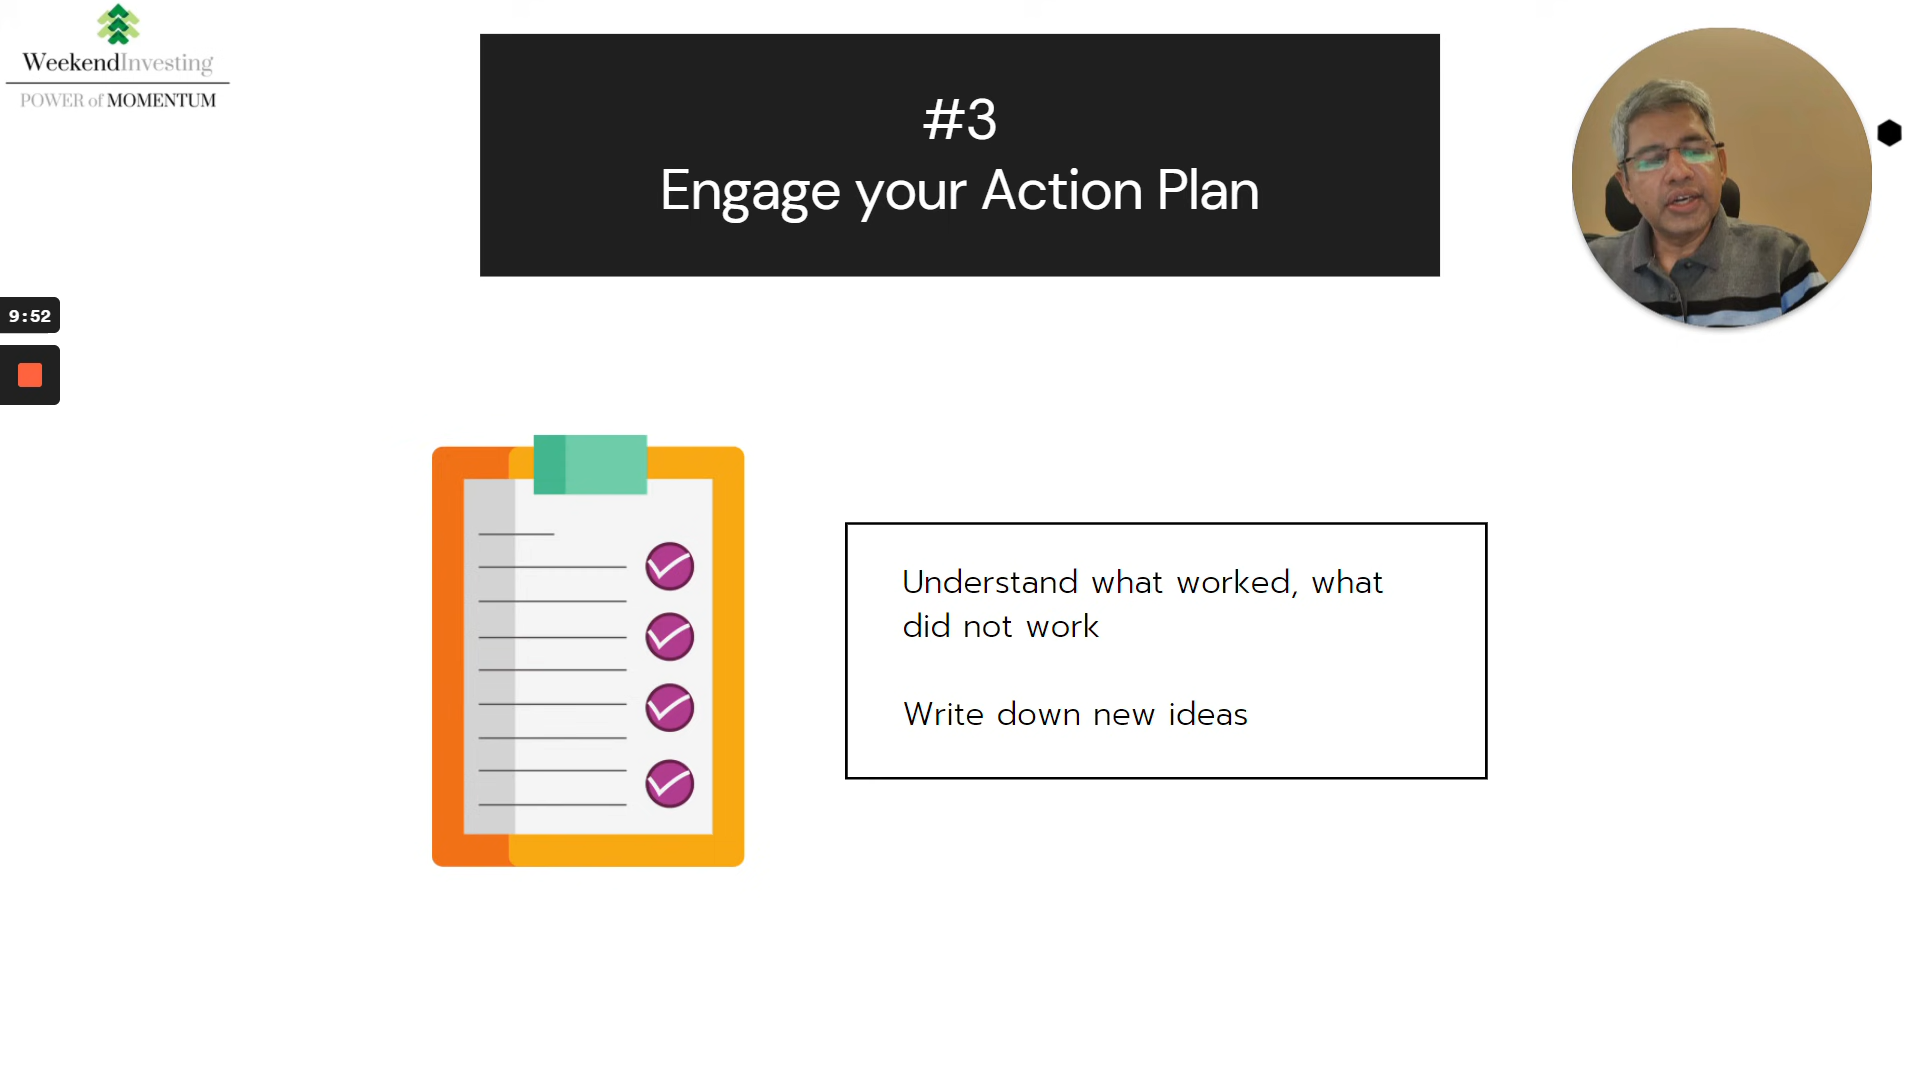 WeekendInvesting
POWER of MOMENTUM
#3
Engage your Action Plan
9:52
Understand what worked, what
did not work
Write down new ideas